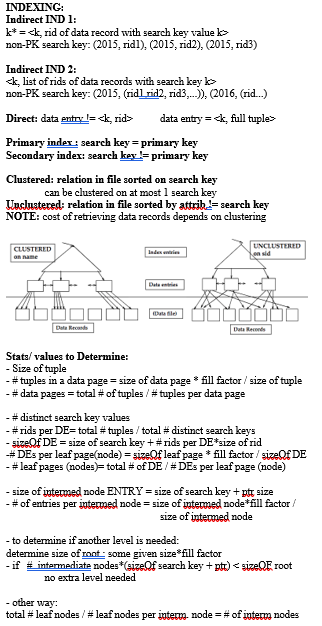 INDEXING:
Indirect IND 1:
k* = <k, rid of data record with search key value k>
non-PK search key: (2015, rid1), (2015, rid2), (2015, rid3)
Indirect IND 2:
<k, list of rids of data records with search key k>
non-PK search key: (2015, (rid1,rid2, rid3,...)), (2016, (rid...)
Direct: data entry != <k, rid> data entry = <k, full tuple>
Primary index : search key = primary key
Secondary index: search key != primary key
Clustered: relation in file sorted on search key
can be clustered on at most 1 search key
Unclustered: relation in file sorted by attrib != search key
NOTE: cost of retrieving data records depends on clustering
CLUSTERED
on name
Index entries
UNCLUSTERED
on sid
Data entries
(Data file)
Data Records
Data Records
Stats/ values to Determine:
- Size of tuple
- # tuples in a data page = size of data page * fill factor / size of tuple
- # data pages = total # of tuples / # tuples per data page
- # distinct search key values
- # rids per DE= total # tuples / total # distinct search keys
- sizeOf DE = size of search key + # rids per DE*size of rid
-# DEs per leaf page(node) = sizeOf leaf page * fill factor / sizeOf DE
- # leaf pages (nodes)= total # of DE / # DEs per leaf page (node)
- size of intermed node ENTRY = size of search key + ptr size
- # of entries per intermed node = size of intermed node*fill factor /
size of intermed node
- to determine if another level is needed:
determine size of root : some given size*fill factor
- if # intermediate nodes*(sizeOf search key + ptr) < sizeOF root
no extra level needed
- other way:
total # leaf nodes / # leaf nodes per interm. node = # of interm nodes